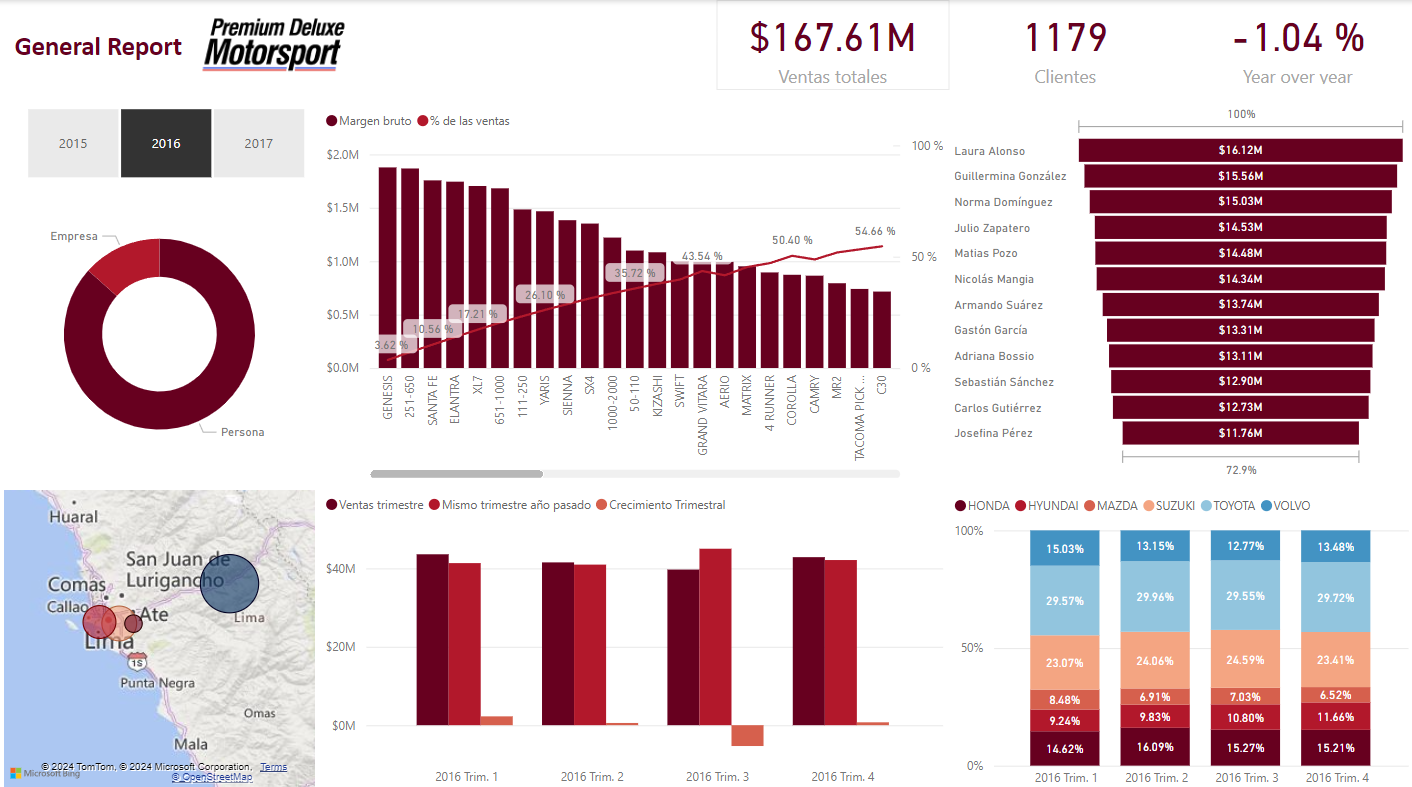 General Report
Premium Deluxe
Motorsport
$167.61M
Ventas totales
1179
Clientes
-1.04 %
Year over year
2015
2016
2017
Empresa
Persona
Margen bruto
% de las ventas
$2.0M
$1.5M
$1.0M
$0.5M
$0.0M
100 %
50 %
0 %
3.62 %
10.56 %
17.21 %
26.10 %
35.72 %
43.54 %
50.40 %
54.66 %
GENESIS
251-650
SANTA FE
ELANTRA
XL7
651-1000
111-250
YARIS
SIENNA
SX4
1000-2000
50-110
KIZASHI
SWIFT
GRAND VITARA
AERIO
MATRIX
4 RUNNER
COROLLA
CAMRY
MR2
TACOMA PICK ...
C30
100%
Laura Alonso $16.12M
Guillermina González $15.56M
Norma Domínguez $15.03M
Julio Zapatero $14.53M
Matias Pozo $14.48M
Nicolás Mangia $14.34M
Armando Suárez $13.74M
Gastón García $13.31M
Adriana Bossio $13.11M
Sebastián Sánchez $12.90M
Carlos Gutiérrez $12.73M
Josefina Pérez $11.76M
72.9%
Huaral
San Juan de
Lurigancho
Comas
Callao
Ate
Lima
Lima
1S
Punta Negra
Omas
Mala
Microsoft Bing
© 2024 TomTom, © 2024 Microsoft Corporation, Terms
© OpenStreetMap
Ventas trimestre
Mismo trimestre año pasado
Crecimiento Trimestral
$40M
$20M
$0M
2016 Trim. 1
2016 Trim. 2
2016 Trim. 3
2016 Trim. 4
HONDA
HYUNDAI
MAZDA
SUZUKI
TOYOTA
VOLVO
100%
50%
0%
15.03% 13.15% 12.77% 13.48%
29.57% 29.96% 29.55% 29.72%
23.07% 24.06% 24.59% 23.41%
8.48% 6.91% 7.03% 6.52%
9.24% 9.83% 10.80% 11.66%
14.62% 16.09% 15.27% 15.21%
2016 Trim. 1
2016 Trim. 2
2016 Trim. 3
2016 Trim. 4